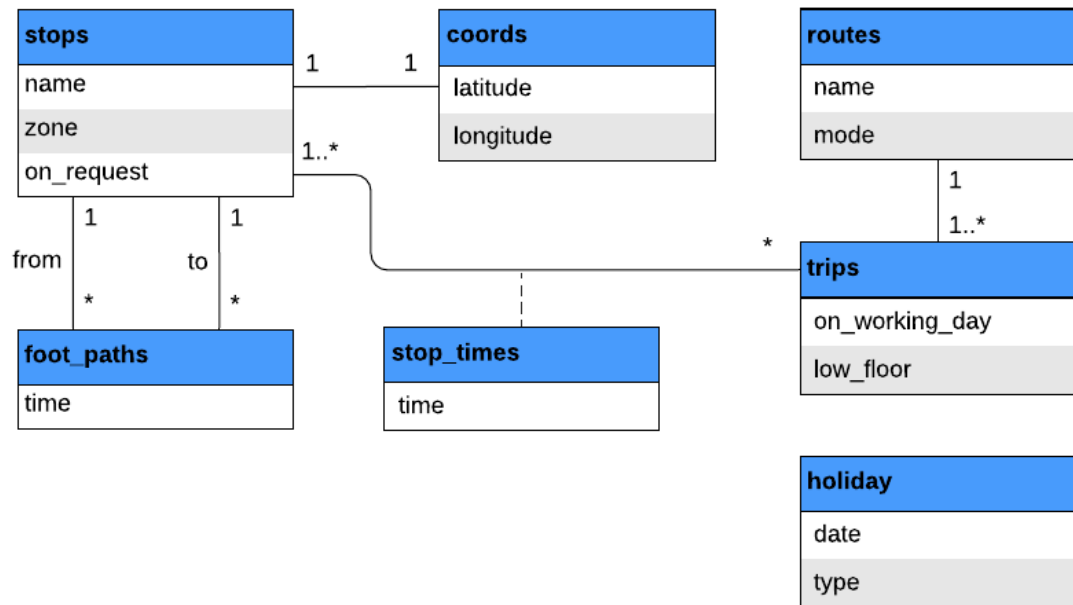 stops
name
zone
on_request
coords
latitude
longitude
routes
name
mode
1
1
1..*
1
1..*
*
1
1
from
to
*
*
foot_paths
time
stop_times
time
trips
on_working_day
low_floor
holiday
date
type